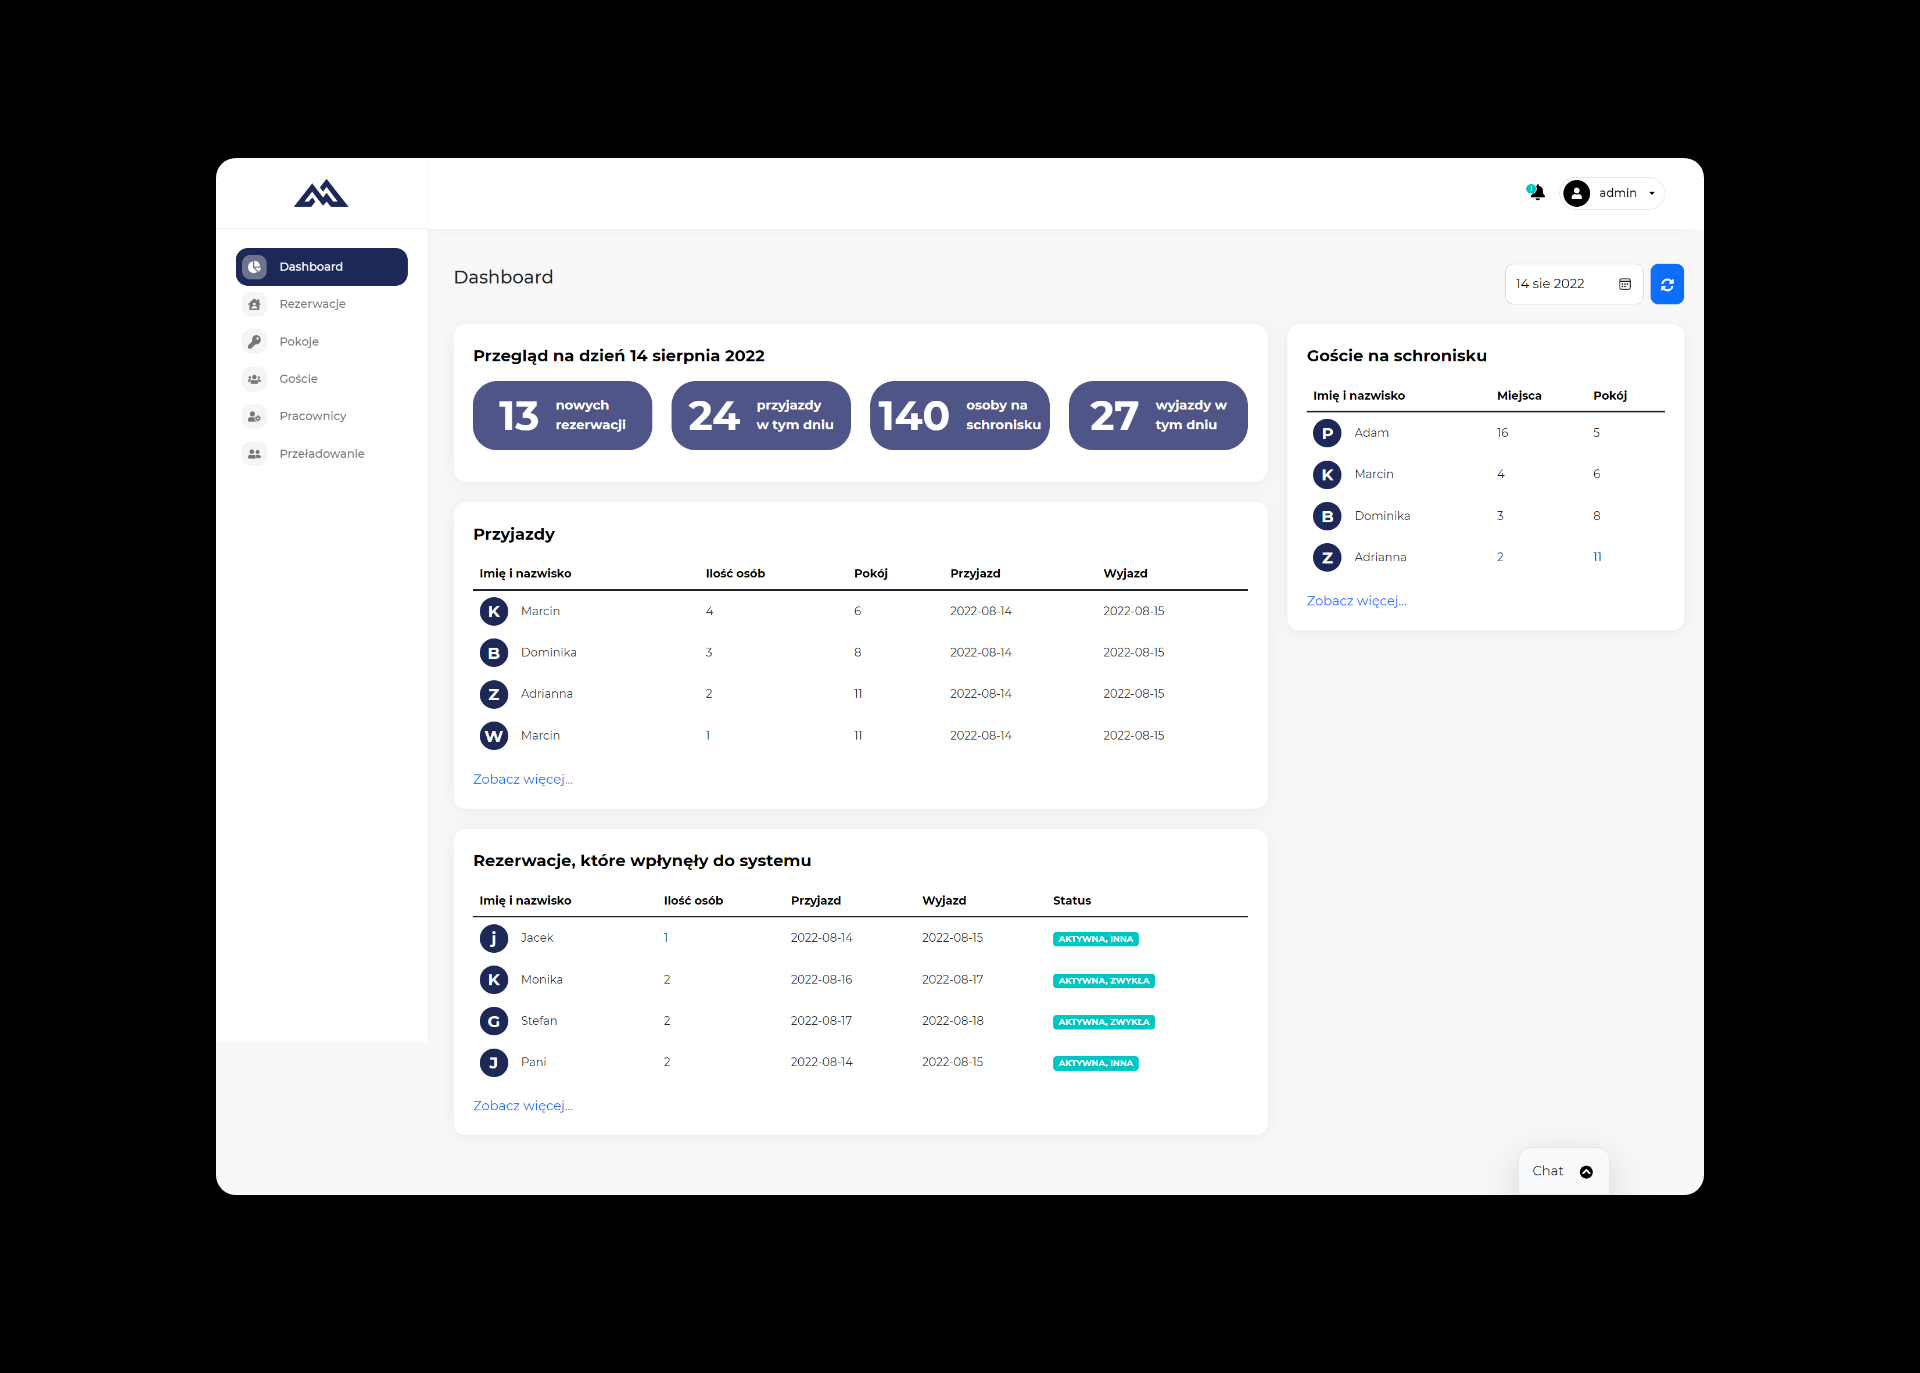 1
admin
Dashboard
Rezerwacje
Pokoje
Goście
Pracownicy
Przeładowanie
Dashboard
14 sie 2022
Przegląd na dzień 14 sierpnia 2022
13 nowych rezerwacji
24 przyjazdy w tym dniu
140 osoby na schronisku
27 wyjazdy w tym dniu
Przyjazdy
Imię i nazwisko Ilość osób Pokój Przyjazd Wyjazd
K Marcin 4 6 2022-08-14 2022-08-15
B Dominika 3 8 2022-08-14 2022-08-15
Z Adrianna 2 11 2022-08-14 2022-08-15
W Marcin 1 11 2022-08-14 2022-08-15
Zobacz więcej...
Rezerwacje, które wpłynęły do systemu
Imię i nazwisko Ilość osób Przyjazd Wyjazd Status
j Jacek 1 2022-08-14 2022-08-15 AKTYWNA, INNA
K Monika 2 2022-08-16 2022-08-17 AKTYWNA, ZWYKŁA
G Stefan 2 2022-08-17 2022-08-18 AKTYWNA, ZWYKŁA
J Pani 2 2022-08-14 2022-08-15 AKTYWNA, INNA
Zobacz więcej...
Goście na schronisku
Imię i nazwisko Miejsca Pokój
P Adam 16 5
K Marcin 4 6
B Dominika 3 8
Z Adrianna 2 11
Zobacz więcej...
Chat